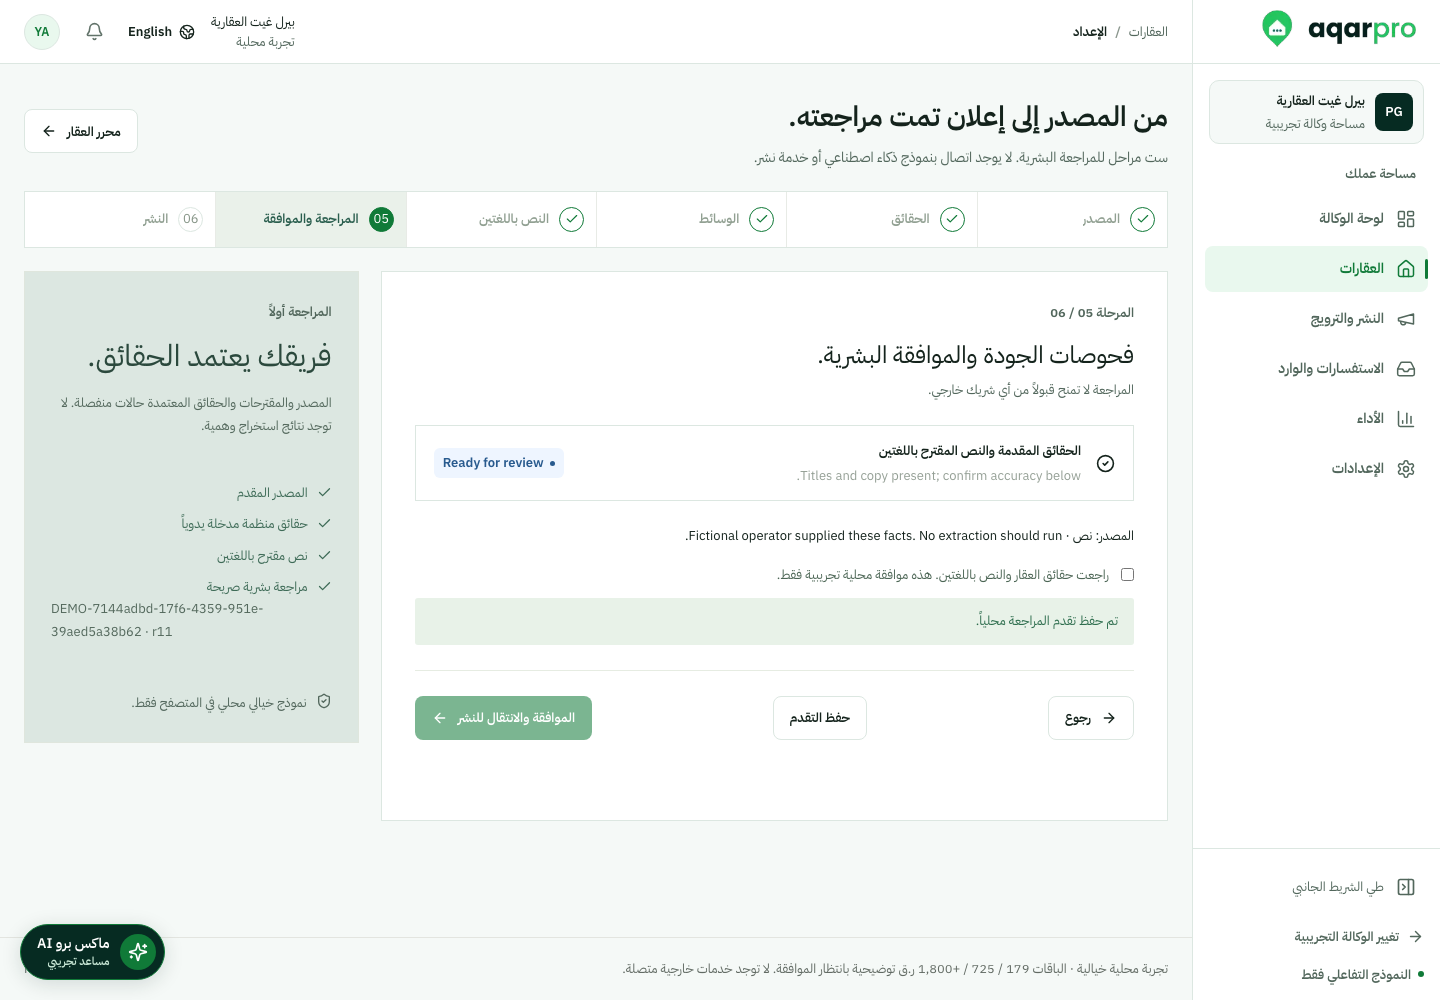 aqarpro
PG
بيرل غيت العقارية
مساحة وكالة تجريبية
مساحة عملك
لوحة الوكالة
العقارات
النشر والترويج
الاستفسارات والوارد
الأداء
الإعدادات
طي الشريط الجانبي
تغيير الوكالة التجريبية
النموذج التفاعلي فقط
العقارات / الإعداد
بيرل غيت العقارية
تجربة محلية
English
YA
من المصدر إلى إعلان تمت مراجعته.
ست مراحل للمراجعة البشرية. لا يوجد اتصال بنموذج ذكاء اصطناعي أو خدمة نشر.
محرر العقار
المصدر
الحقائق
الوسائط
النص باللغتين
05 المراجعة والموافقة
06 النشر
المرحلة 05 / 06
فحوصات الجودة والموافقة البشرية.
المراجعة لا تمنح قبولاً من أي شريك خارجي.
الحقائق المقدمة والنص المقترح باللغتين
Titles and copy present; confirm accuracy below.
Ready for review
المصدر: نص · Fictional operator supplied these facts. No extraction should run.
راجعت حقائق العقار والنص باللغتين. هذه موافقة محلية تجريبية فقط.
تم حفظ تقدم المراجعة محلياً.
رجوع
حفظ التقدم
الموافقة والانتقال للنشر
المراجعة أولاً
فريقك يعتمد الحقائق.
المصدر والمقترحات والحقائق المعتمدة حالات منفصلة. لا
توجد نتائج استخراج وهمية.
المصدر المقدم
حقائق منظمة مدخلة يدوياً
نص مقترح باللغتين
مراجعة بشرية صريحة
DEMO-7144adbd-17f6-4359-951e-
39aed5a38b62 · r11
نموذج خيالي محلي في المتصفح فقط.
تجربة محلية خيالية · الباقات 179 / 725 / +1,800 ر.ق توضيحية بانتظار الموافقة. لا توجد خدمات خارجية متصلة.
ماكس برو AI
مساعد تجريبي